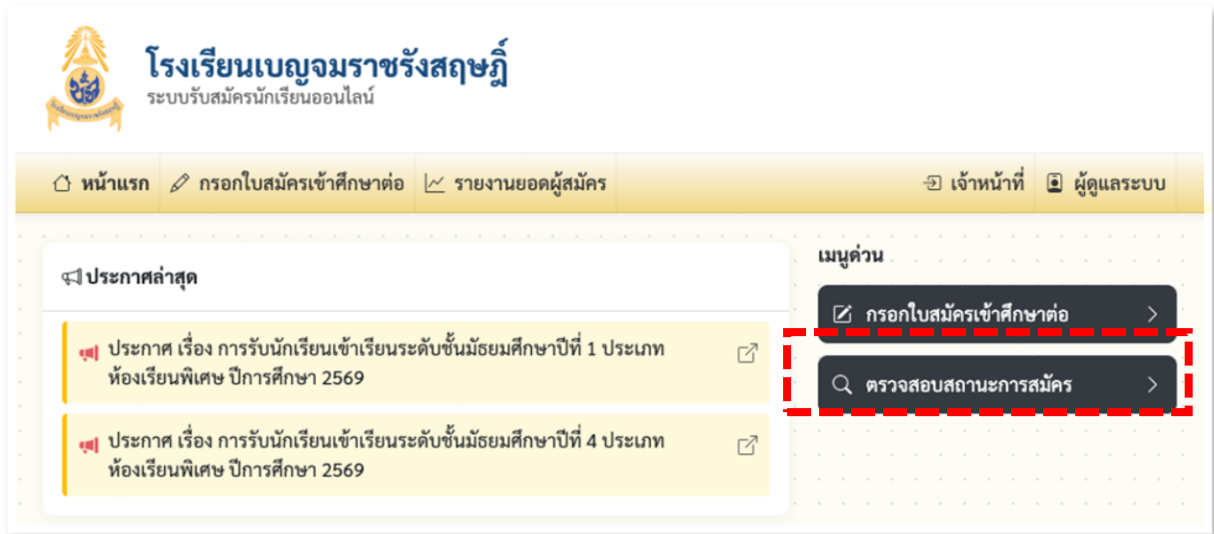 โรงเรียนเบญจมราชรังสฤษฎิ์
ระบบรับสมัครนักเรียนออนไลน์
หน้าแรก
กรอกใบสมัครเข้าศึกษาต่อ
รายงานยอดผู้สมัคร
เจ้าหน้าที่
ผู้ดูแลระบบ
ประกาศล่าสุด
ประกาศ เรื่อง การรับนักเรียนเข้าเรียนระดับชั้นมัธยมศึกษาปีที่ 1 ประเภท
ห้องเรียนพิเศษ ปีการศึกษา 2569
ประกาศ เรื่อง การรับนักเรียนเข้าเรียนระดับชั้นมัธยมศึกษาปีที่ 4 ประเภท
ห้องเรียนพิเศษ ปีการศึกษา 2569
เมนูด่วน
กรอกใบสมัครเข้าศึกษาต่อ
ตรวจสอบสถานะการสมัคร